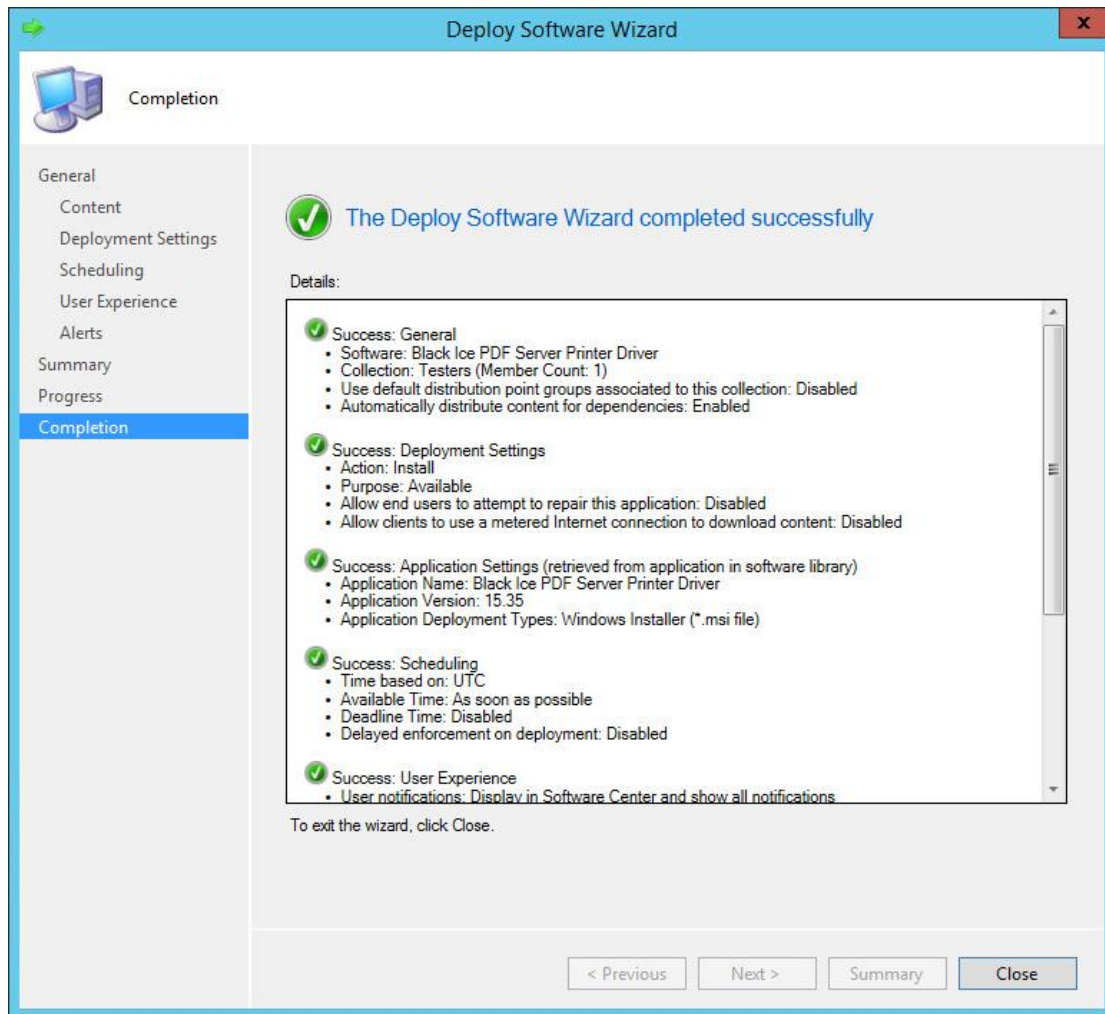 Deploy Software Wizard
x
Completion
General
Content
Deployment Settings
Scheduling
User Experience
Alerts
Summary
Progress
Completion
The Deploy Software Wizard completed successfully
Details:
Success: General
• Software: Black Ice PDF Server Printer Driver
• Collection: Testers (Member Count: 1)
• Use default distribution point groups associated to this collection: Disabled
• Automatically distribute content for dependencies: Enabled
Success: Deployment Settings
• Action: Install
• Purpose: Available
• Allow end users to attempt to repair this application: Disabled
• Allow clients to use a metered Internet connection to download content: Disabled
Success: Application Settings (retrieved from application in software library)
• Application Name: Black Ice PDF Server Printer Driver
• Application Version: 15.35
• Application Deployment Types: Windows Installer (*.msi file)
Success: Scheduling
• Time based on: UTC
• Available Time: As soon as possible
• Deadline Time: Disabled
• Delayed enforcement on deployment: Disabled
Success: User Experience
• User notifications: Display in Software Center and show all notifications
To exit the wizard, click Close.
< Previous
Next >
Summary
Close